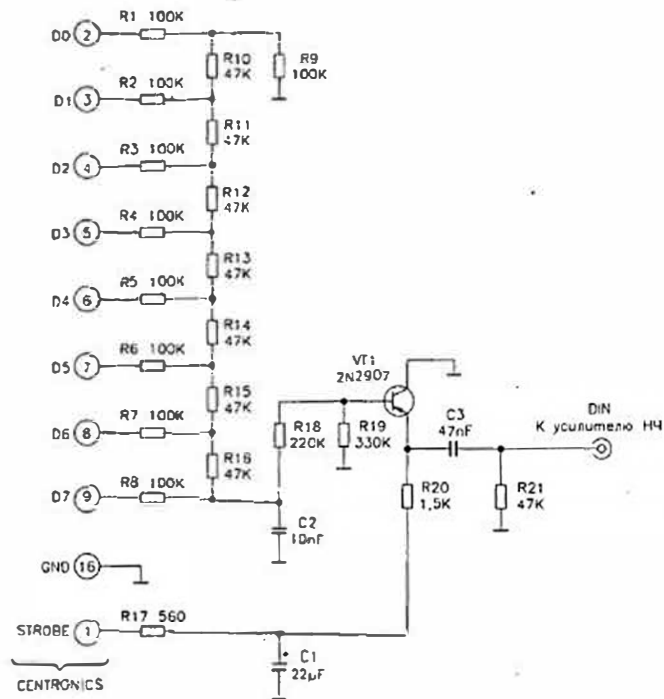 R1 100K
D0 2
R10 47K
R9 100K
R2 100K
D1 3
R11 47K
R3 100K
D2 4
R12 47K
R4 100K
D3 5
R13 47K
R5 100K
D4 6
R14 47K
R6 100K
D5 7
R15 47K
R7 100K
D6 8
R16 47K
R8 100K
D7 9
VT1
2N2907
R18 220K
R19 330K
C3
47nF
DIN
К усилителю НЧ
R20 1,5K
R21 47K
C2
10nF
GND 16
R17 560
STROBE 1
C1
22µF
CENTRONICS